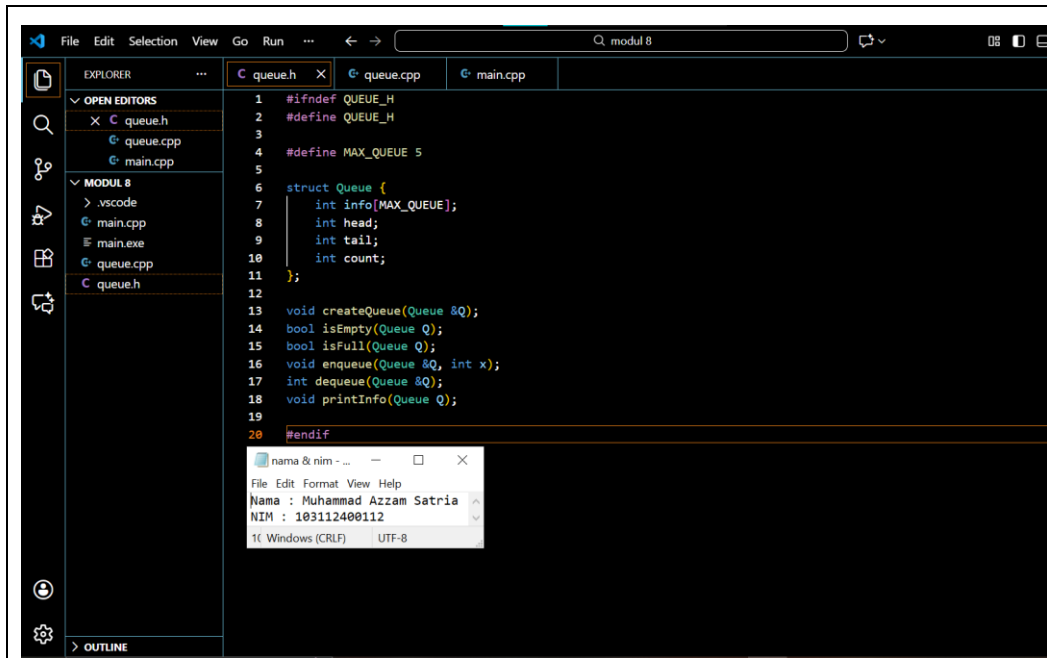 File Edit Selection View Go Run ··· ← → modul 8
EXPLORER ···
OPEN EDITORS
C queue.h
queue.cpp
main.cpp
MODUL 8
.vscode
main.cpp
main.exe
queue.cpp
C queue.h
OUTLINE
C queue.h queue.cpp main.cpp
1 #ifndef QUEUE_H
2 #define QUEUE_H
3
4 #define MAX_QUEUE 5
5
6 struct Queue {
7 int info[MAX_QUEUE];
8 int head;
9 int tail;
10 int count;
11 };
12
13 void createQueue(Queue &Q);
14 bool isEmpty(Queue Q);
15 bool isFull(Queue Q);
16 void enqueue(Queue &Q, int x);
17 int dequeue(Queue &Q);
18 void printInfo(Queue Q);
19
20 #endif
nama & nim - ...
File Edit Format View Help
Nama : Muhammad Azzam Satria
NIM : 103112400112
Windows (CRLF) UTF-8